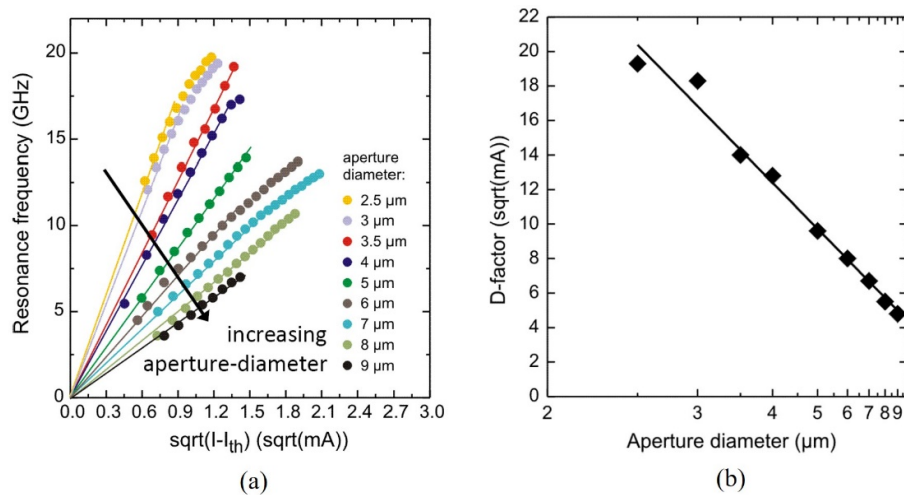 (a)
Resonance frequency (GHz)
20
15
10
5
0
0.0 0.3 0.6 0.9 1.2 1.5 1.8 2.1 2.4 2.7 3.0
sqrt(I-Ith) (sqrt(mA))
aperture
diameter:
2.5 µm
3 µm
3.5 µm
4 µm
5 µm
6 µm
7 µm
8 µm
9 µm
increasing
aperture-diameter
(a)
(b)
D-factor (sqrt(mA))
22
20
18
16
14
12
10
8
6
4
2
0
2 3 4 5 6 7 8 9
Aperture diameter (µm)
(b)